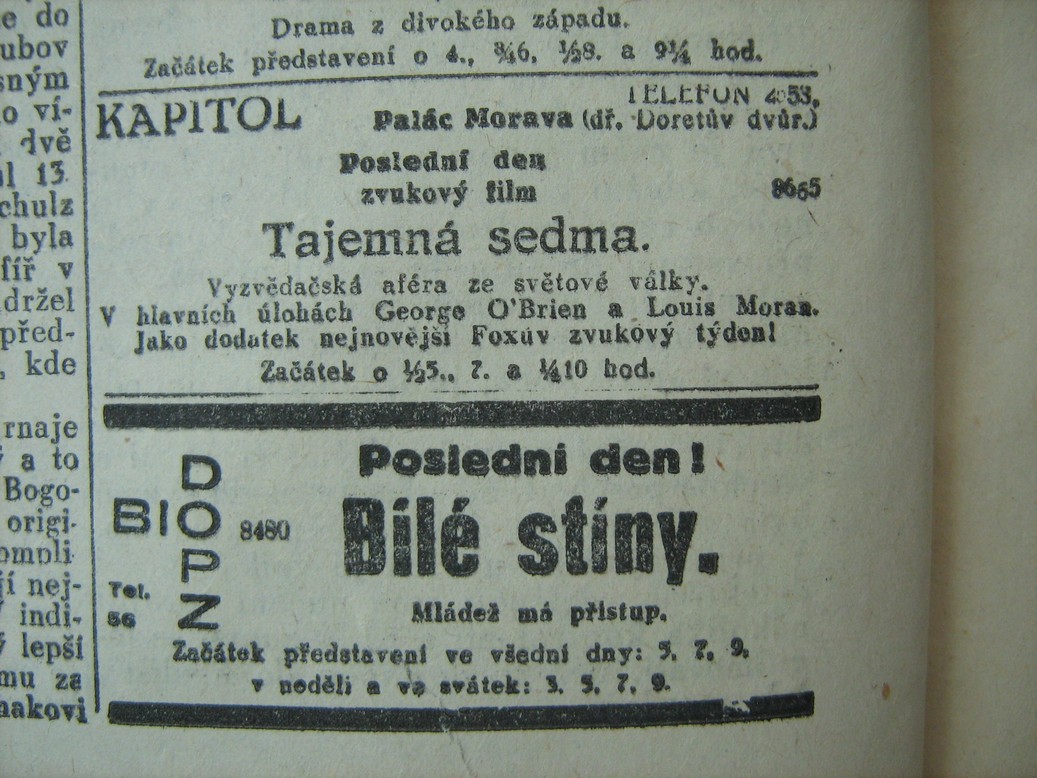 e do
ubov
sným
o ví-
dvě
al 13.
chulz
byla
fíř v
držel
před-
, kde
rnaje
ý a to
Bogo-
origi-
ompli
jí nej-
indi-
ý lepší
mu za
nakovi
Drama z divokého západu.
Začátek představení o 4., ¾6, ½8. a 9¼ hod.
KAPITOL
TELEFON 4053,
Palác Morava (dř. Doretův dvůr.)
Poslední den
zvukový film
8665
Tajemná sedma.
Vyzvědačská aféra ze světové války.
V hlavních úlohách George O'Brien a Louis Moran.
Jako dodatek nejnovější Foxův zvukový týden!
Začátek o ½5., 7. a ¼10 hod.
BIO
DOPZ
8480
Tel.
56
Poslední den!
Bílé stíny.
Mládež má přístup.
Začátek představení ve všední dny: 5, 7, 9.
v neděli a ve svátek: 3, 5, 7, 9.